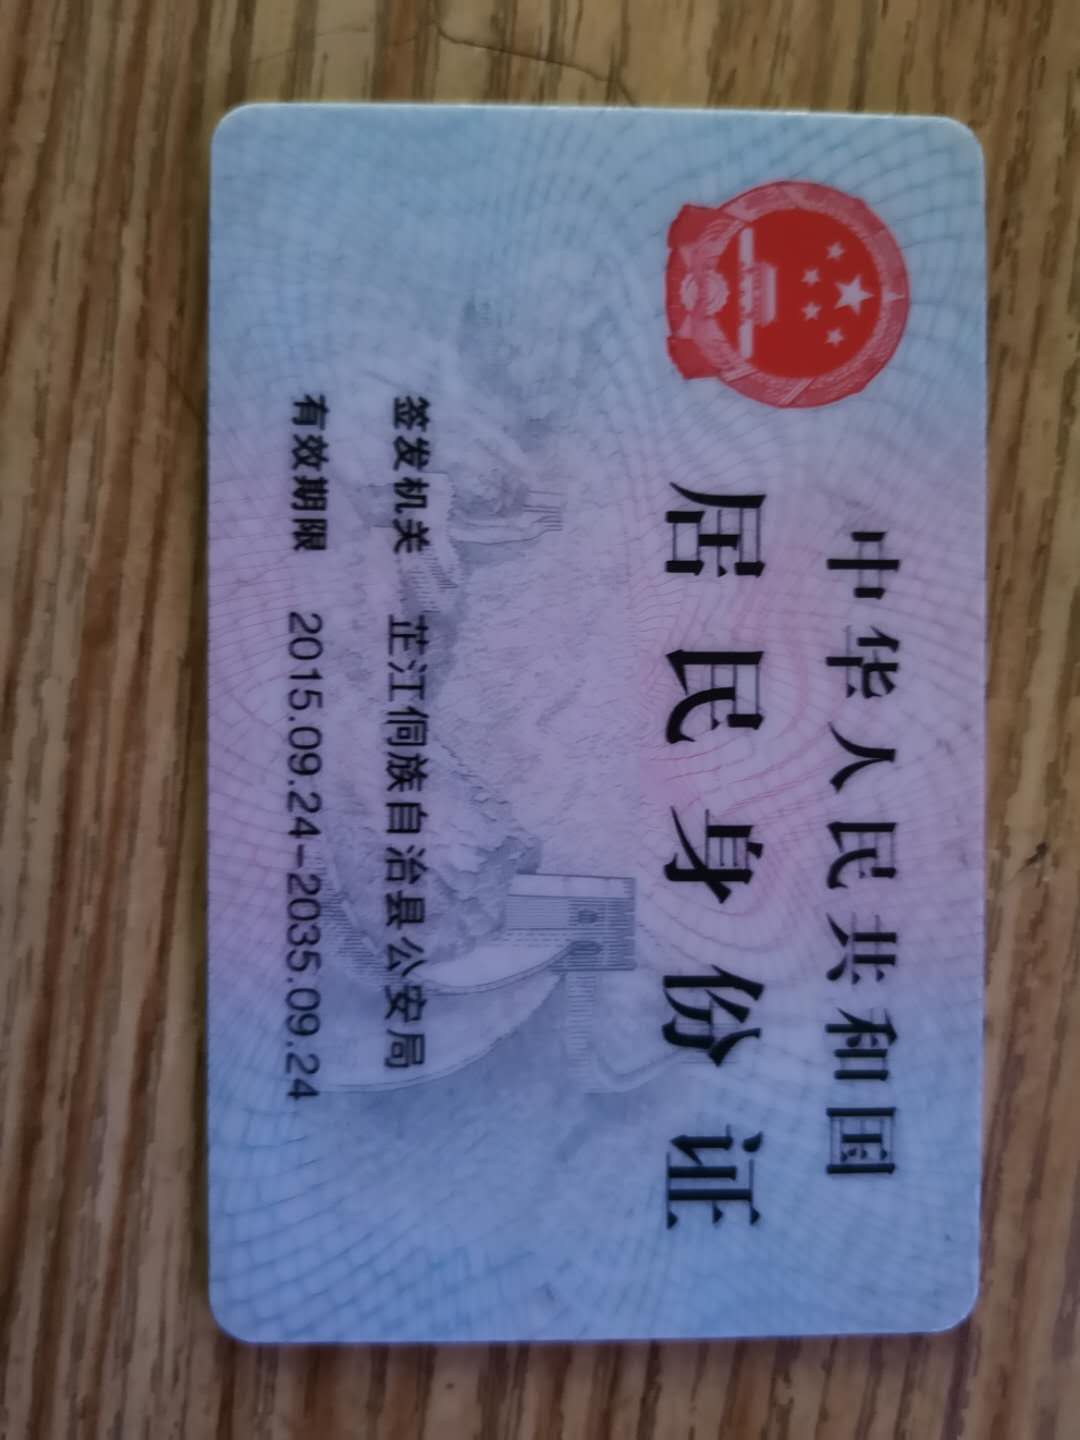 中华人民共和国
居民身份证
签发机关 芷江侗族自治县公安局
有效期限 2015.09.24-2035.09.24